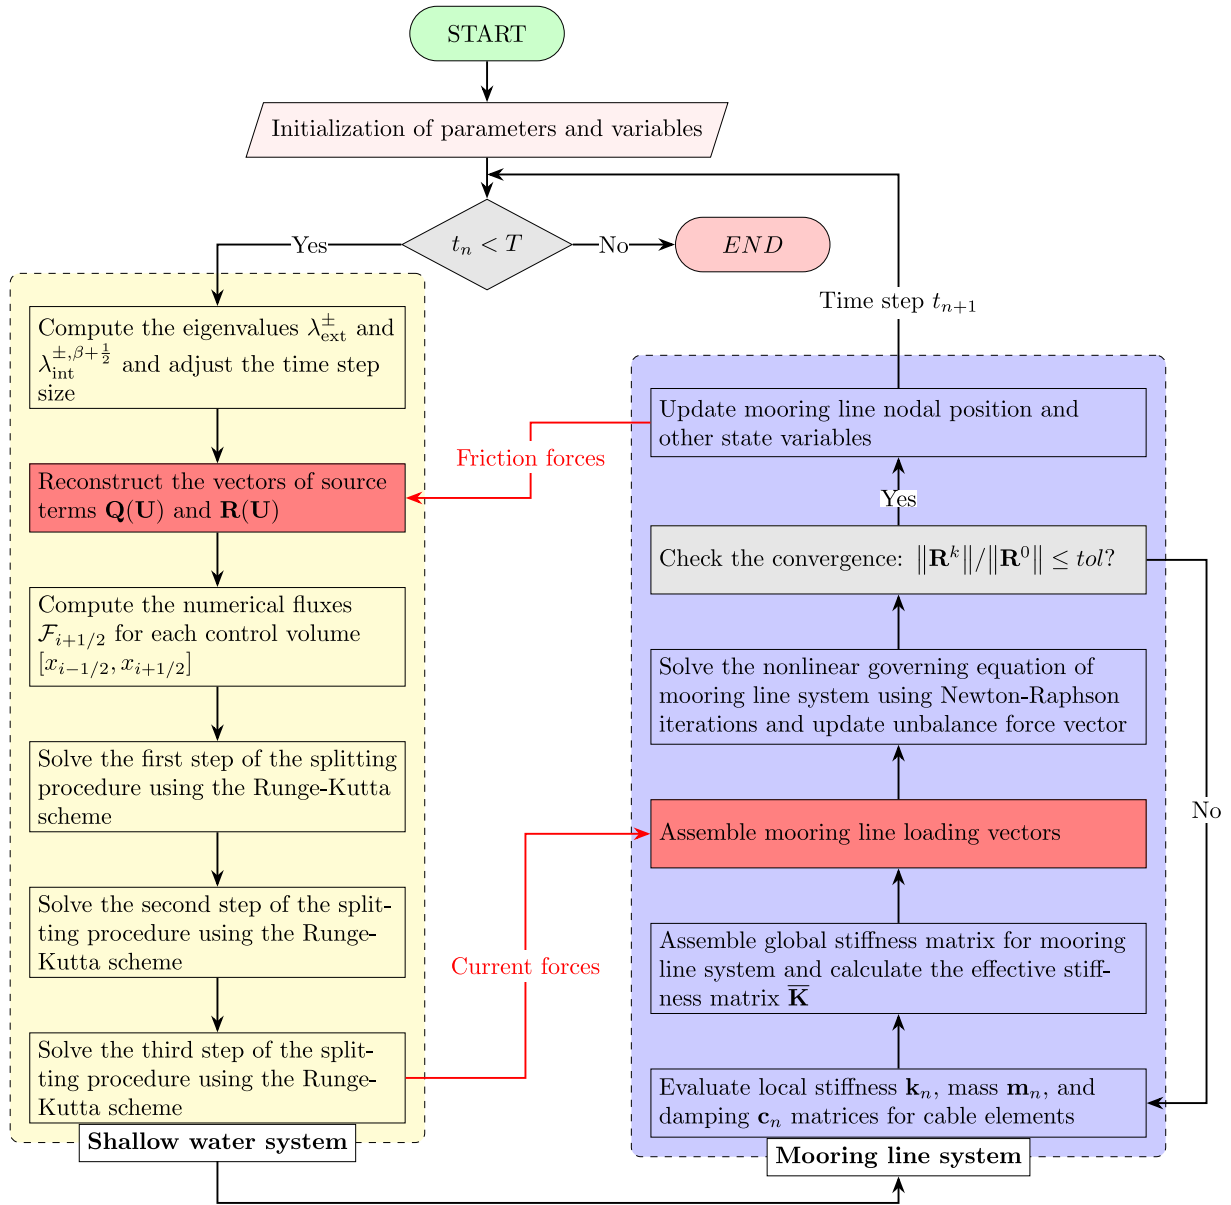 START
Initialization of parameters and variables
t_n < T
Yes
No
END
Time step t_{n+1}
Compute the eigenvalues λ_{ext}^{±} and
λ_{int}^{±,β+1/2} and adjust the time step
size
Reconstruct the vectors of source
terms Q(U) and R(U)
Compute the numerical fluxes
ℱ_{i+1/2} for each control volume
[x_{i−1/2}, x_{i+1/2}]
Solve the first step of the splitting
procedure using the Runge-Kutta
scheme
Solve the second step of the split-
ting procedure using the Runge-
Kutta scheme
Solve the third step of the split-
ting procedure using the Runge-
Kutta scheme
Shallow water system
Friction forces
Current forces
Update mooring line nodal position and
other state variables
Yes
Check the convergence: ‖R^k‖/‖R^0‖ ≤ tol?
No
Solve the nonlinear governing equation of
mooring line system using Newton-Raphson
iterations and update unbalance force vector
Assemble mooring line loading vectors
Assemble global stiffness matrix for mooring
line system and calculate the effective stiff-
ness matrix K̅
Evaluate local stiffness k_n, mass m_n, and
damping c_n matrices for cable elements
Mooring line system